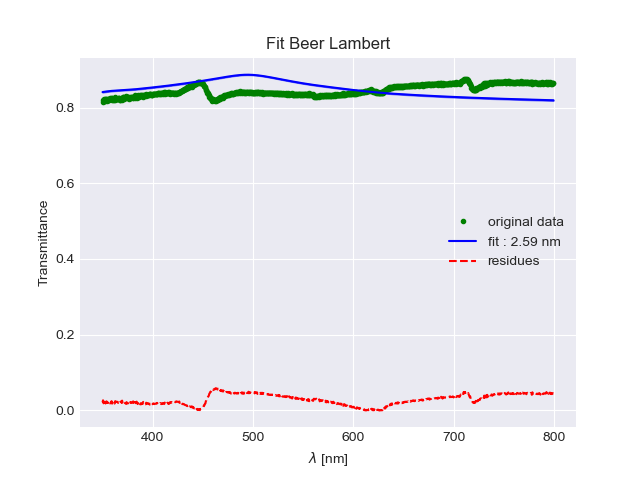 Fit Beer Lambert
Transmittance
0.8
0.6
0.4
0.2
0.0
original data
fit : 2.59 nm
residues
400 500 600 700 800
λ [nm]